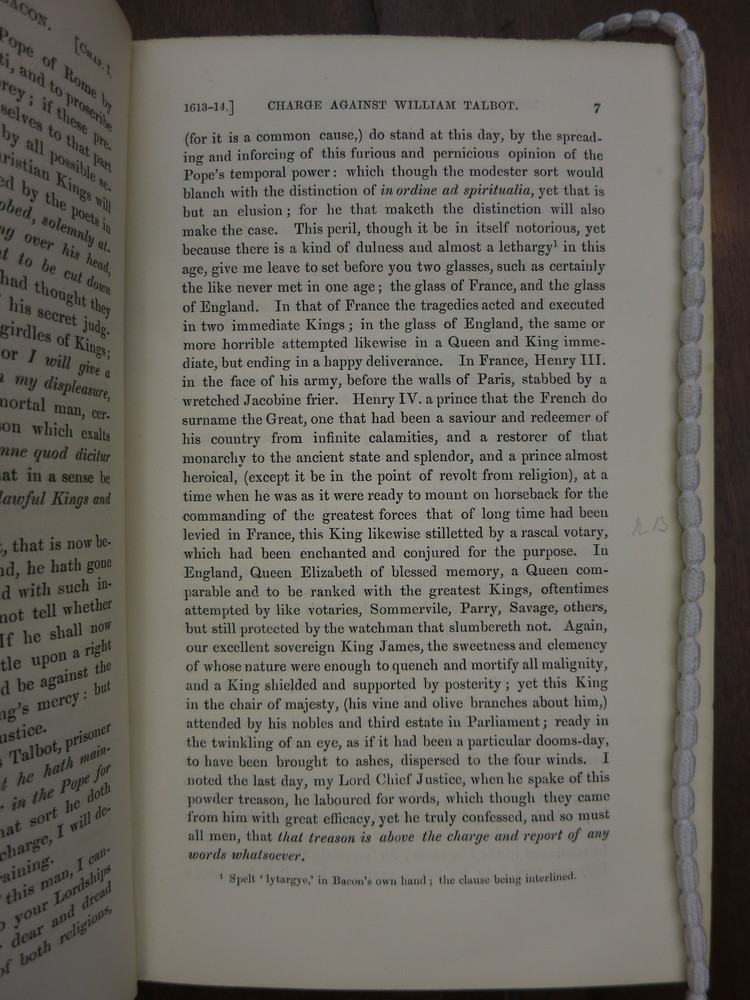 BACON.
[CHAP. I.
Pope of Rome by
ti, and to proscribe
rey; if these pre-
selves to that part
by all possible se-
ristian Kings will
ed by the poets in
obed, solemnly at-
ng over his head,
t to be cut down
had thought they
his secret judg-
girdles of Kings;
or I will give a
my displeasure,
mortal man, cer-
on which exalts
nne quod dicitur
at in a sense be
lawful Kings and
, that is now be-
nd, he hath gone
d with such in-
not tell whether
If he shall now
tle upon a right
d be against the
ng's mercy: but
ustice.
Talbot, prisoner
t he hath main-
in the Pope for
at sort he doth
charge, I will de-
raining.
this man, I can-
o your Lordships
dear and dread
of both religions,
1613-14.] CHARGE AGAINST WILLIAM TALBOT. 7
(for it is a common cause,) do stand at this day, by the spread-
ing and inforcing of this furious and pernicious opinion of the
Pope's temporal power: which though the modester sort would
blanch with the distinction of in ordine ad spiritualia, yet that is
but an elusion; for he that maketh the distinction will also
make the case. This peril, though it be in itself notorious, yet
because there is a kind of dulness and almost a lethargy¹ in this
age, give me leave to set before you two glasses, such as certainly
the like never met in one age; the glass of France, and the glass
of England. In that of France the tragedies acted and executed
in two immediate Kings; in the glass of England, the same or
more horrible attempted likewise in a Queen and King imme-
diate, but ending in a happy deliverance. In France, Henry III.
in the face of his army, before the walls of Paris, stabbed by a
wretched Jacobine frier. Henry IV. a prince that the French do
surname the Great, one that had been a saviour and redeemer of
his country from infinite calamities, and a restorer of that
monarchy to the ancient state and splendor, and a prince almost
heroical, (except it be in the point of revolt from religion), at a
time when he was as it were ready to mount on horseback for the
commanding of the greatest forces that of long time had been
levied in France, this King likewise stilletted by a rascal votary,
which had been enchanted and conjured for the purpose. In
England, Queen Elizabeth of blessed memory, a Queen com-
parable and to be ranked with the greatest Kings, oftentimes
attempted by like votaries, Sommervile, Parry, Savage, others,
but still protected by the watchman that slumbereth not. Again,
our excellent sovereign King James, the sweetness and clemency
of whose nature were enough to quench and mortify all malignity,
and a King shielded and supported by posterity; yet this King
in the chair of majesty, (his vine and olive branches about him,)
attended by his nobles and third estate in Parliament; ready in
the twinkling of an eye, as if it had been a particular dooms-day,
to have been brought to ashes, dispersed to the four winds. I
noted the last day, my Lord Chief Justice, when he spake of this
powder treason, he laboured for words, which though they came
from him with great efficacy, yet he truly confessed, and so must
all men, that that treason is above the charge and report of any
words whatsoever.
¹ Spelt 'lytargye,' in Bacon's own hand; the clause being interlined.